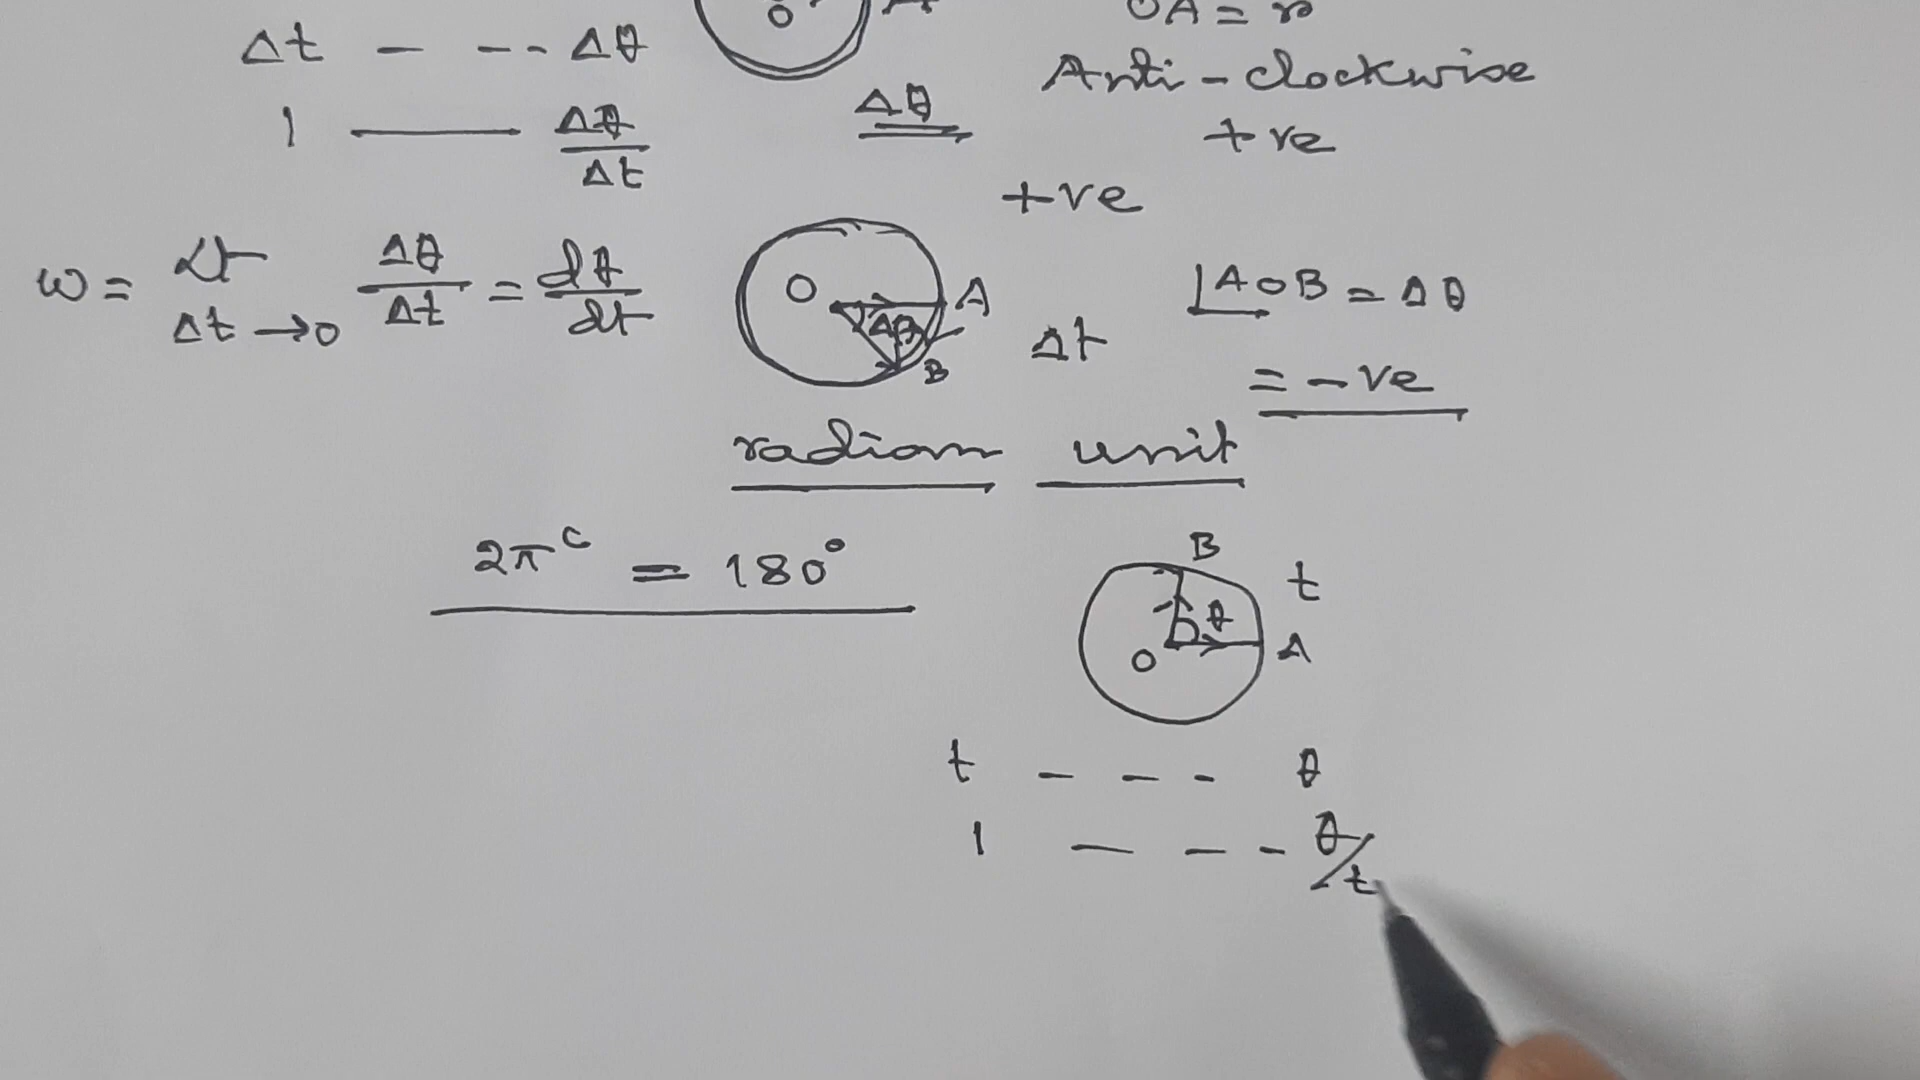 O A
OA = r
Δt - - -- Δθ
Anti - clockwise
1 —— Δθ/Δt
Δθ
+ve
+ve
ω = Lt Δt→0 Δθ/Δt = dθ/dt
O A
Δθ
B
Δt
∠AOB = Δθ
= -ve
radian unit
2π^c = 180°
B
t
θ
O A
t - - - θ
1 - - - θ/t